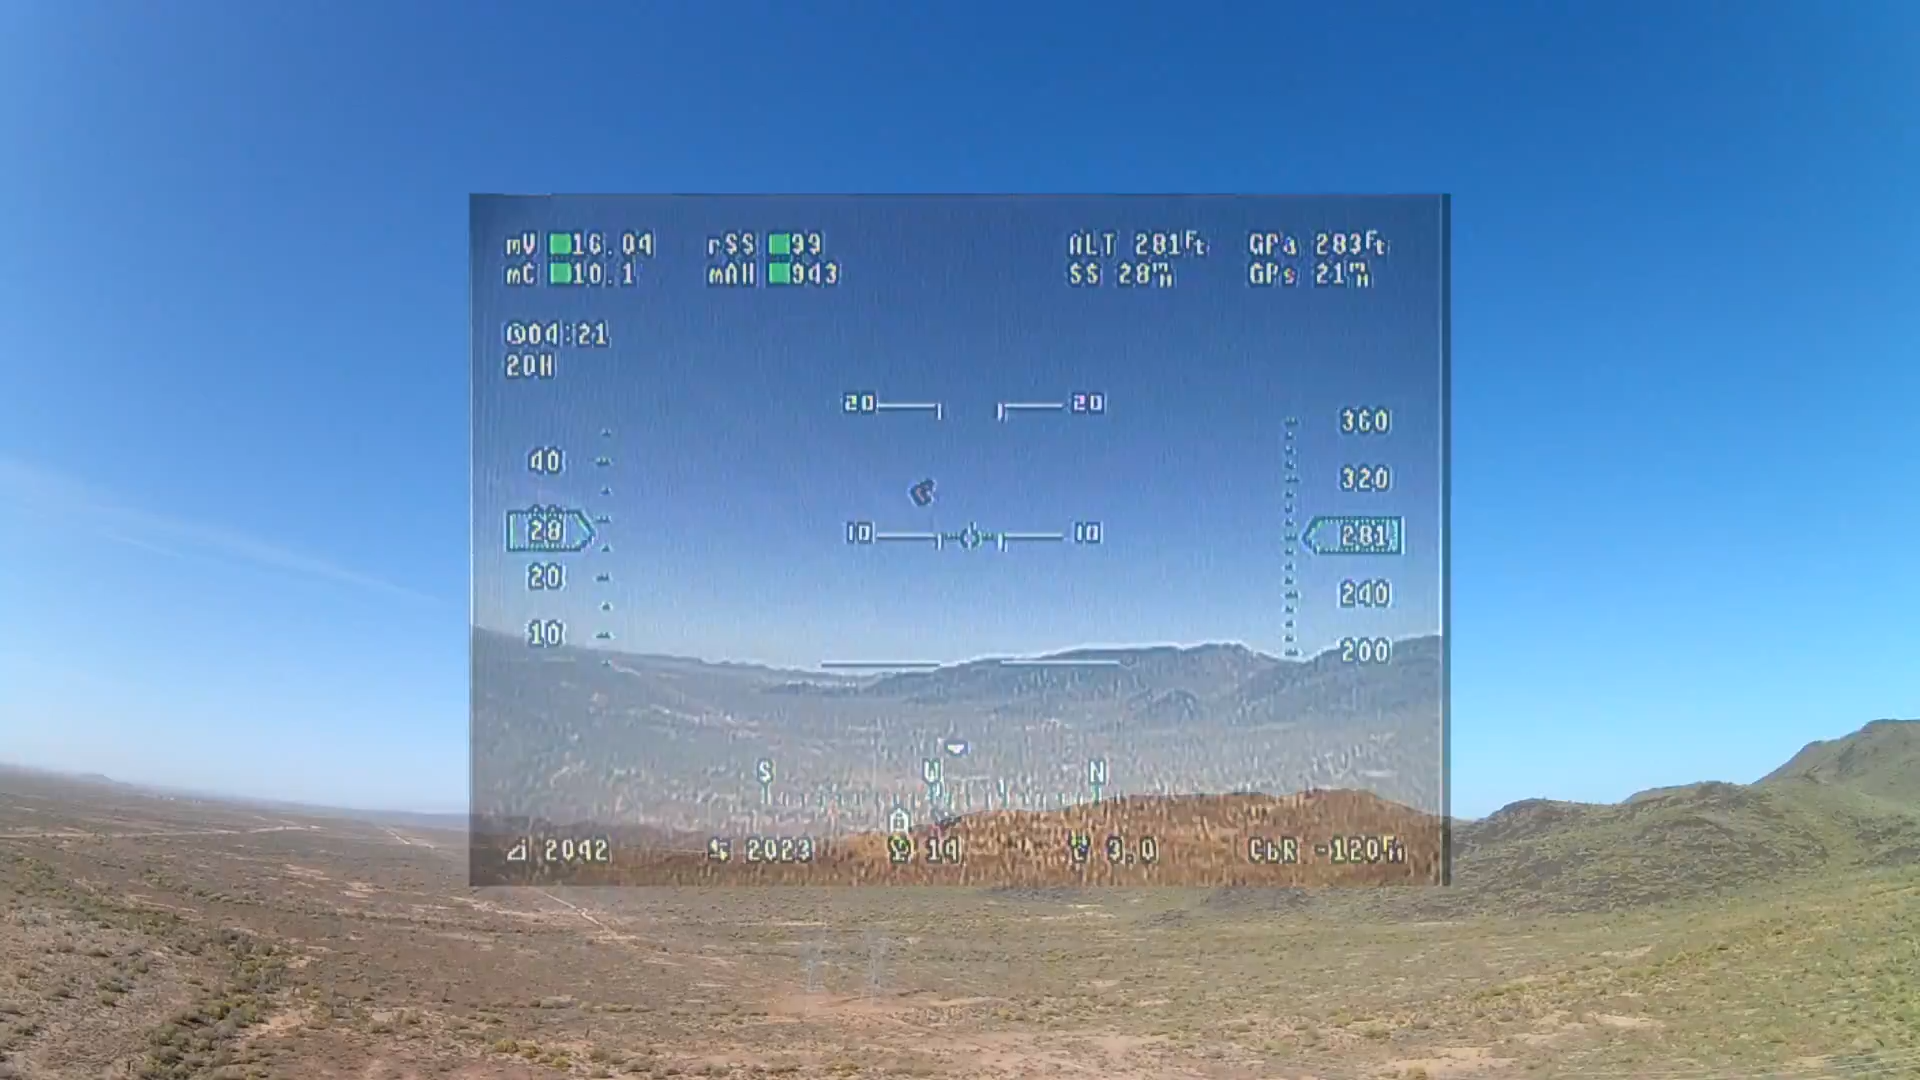 mV 16.04 rSS 99 ALT 281Ft GPa 283Ft
mC 10.1 mAH 943 SS 28mH GPs 21mH
04:21
20H
20 20
360
40
320
10 10
28
281
20
240
10
200
S W N
2042 2023 14 3.0 CbR -120